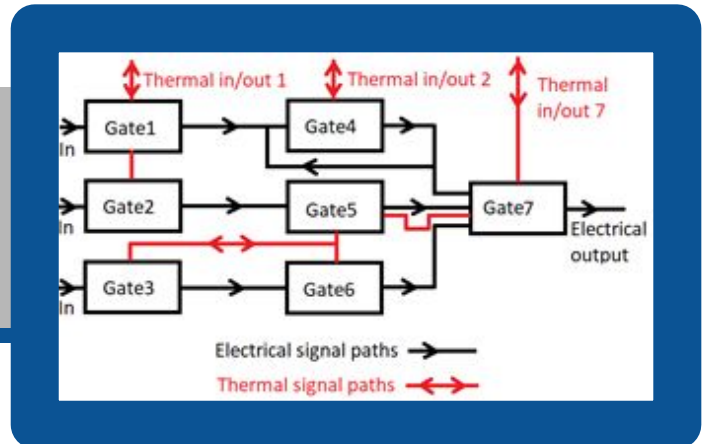 Thermal in/out 1
Thermal in/out 2
Thermal
in/out 7
Gate1
Gate4
In
Gate2
Gate5
Gate7
In
Electrical
output
Gate3
Gate6
In
Electrical signal paths
Thermal signal paths